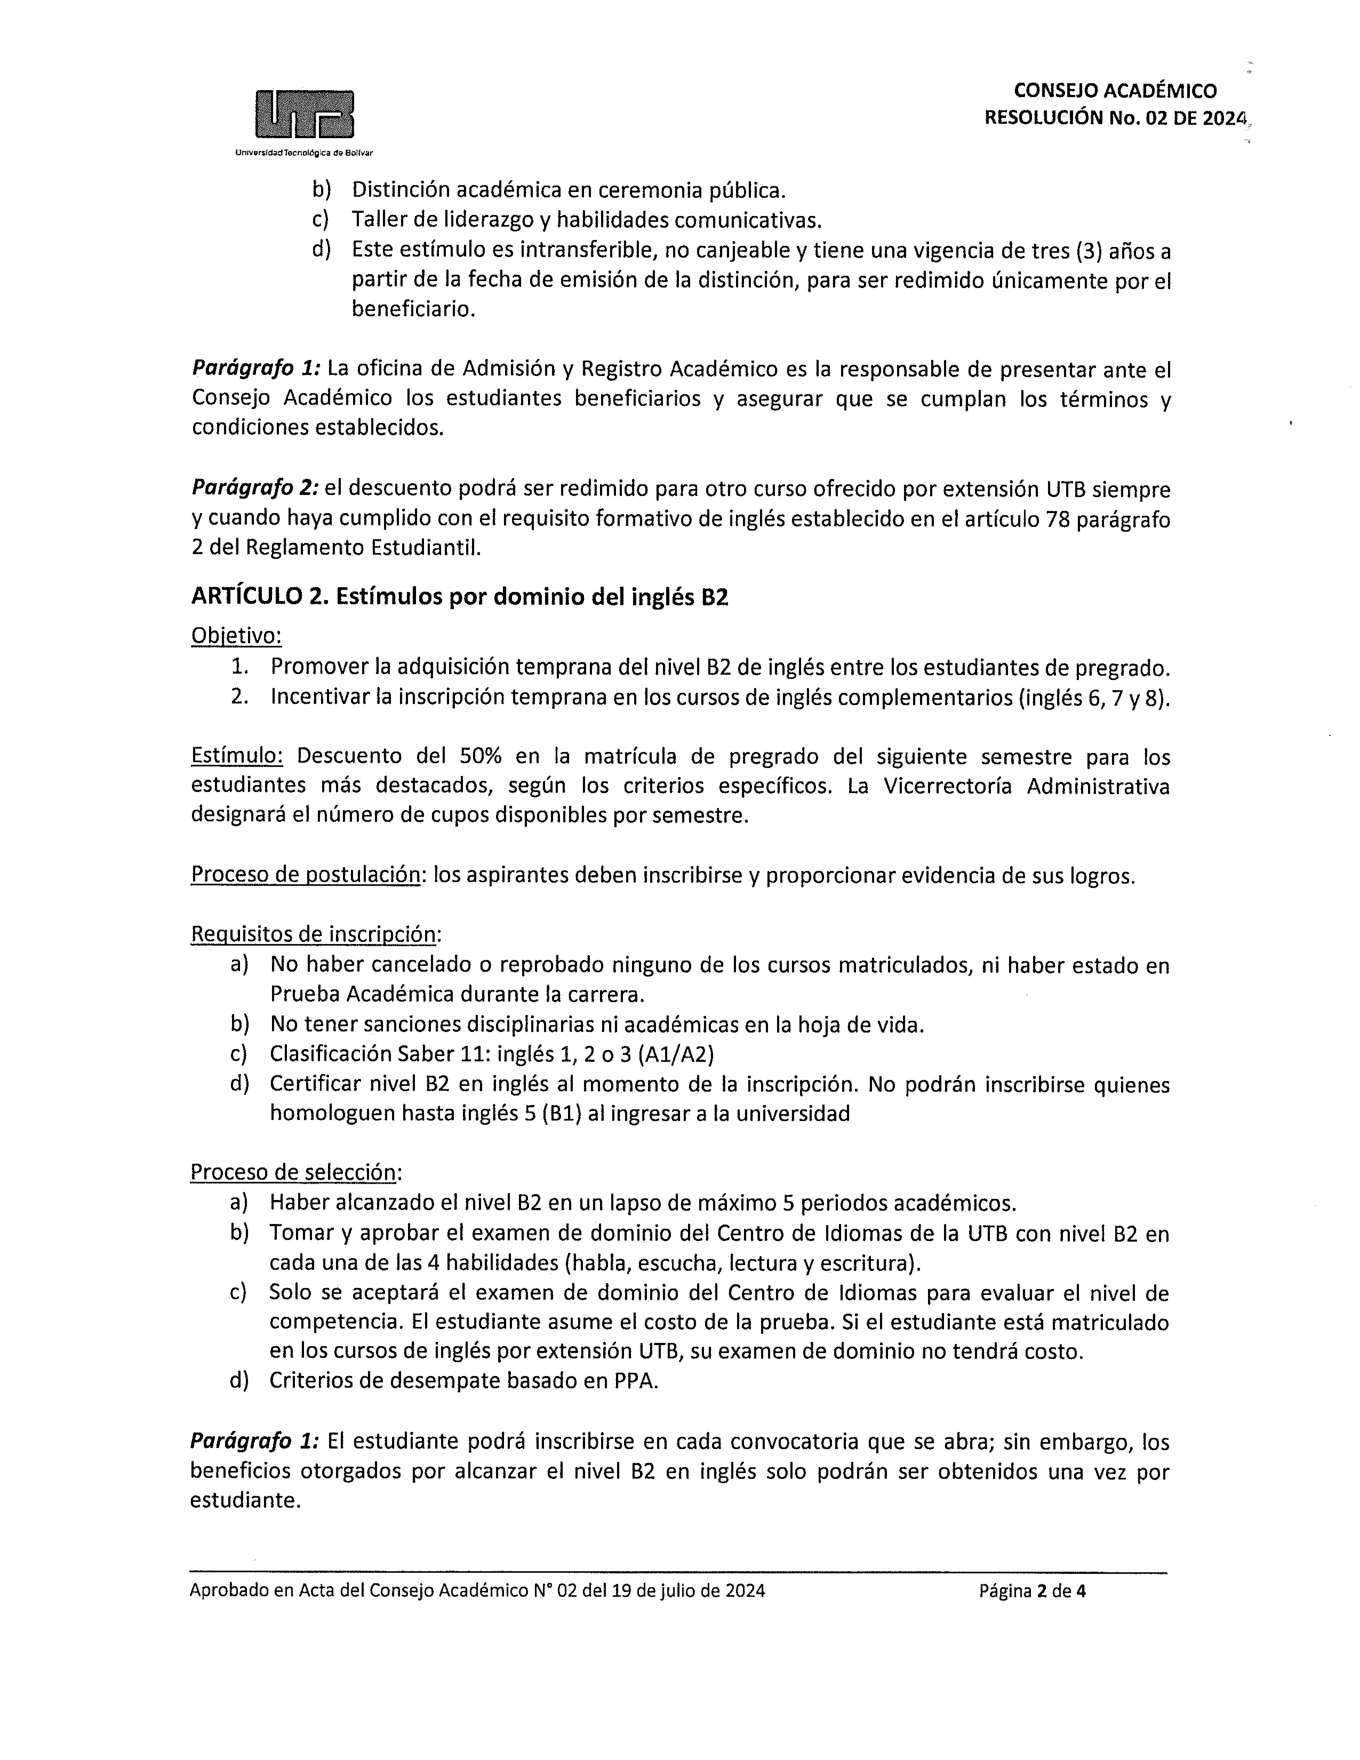 UTB
Universidad Tecnológica de Bolívar
CONSEJO ACADÉMICO
RESOLUCIÓN No. 02 DE 2024
b) Distinción académica en ceremonia pública.
c) Taller de liderazgo y habilidades comunicativas.
d) Este estímulo es intransferible, no canjeable y tiene una vigencia de tres (3) años a
partir de la fecha de emisión de la distinción, para ser redimido únicamente por el
beneficiario.
Parágrafo 1: La oficina de Admisión y Registro Académico es la responsable de presentar ante el
Consejo Académico los estudiantes beneficiarios y asegurar que se cumplan los términos y
condiciones establecidos.
Parágrafo 2: el descuento podrá ser redimido para otro curso ofrecido por extensión UTB siempre
y cuando haya cumplido con el requisito formativo de inglés establecido en el artículo 78 parágrafo
2 del Reglamento Estudiantil.
ARTÍCULO 2. Estímulos por dominio del inglés B2
Objetivo:
1. Promover la adquisición temprana del nivel B2 de inglés entre los estudiantes de pregrado.
2. Incentivar la inscripción temprana en los cursos de inglés complementarios (inglés 6, 7 y 8).
Estímulo: Descuento del 50% en la matrícula de pregrado del siguiente semestre para los
estudiantes más destacados, según los criterios específicos. La Vicerrectoría Administrativa
designará el número de cupos disponibles por semestre.
Proceso de postulación: los aspirantes deben inscribirse y proporcionar evidencia de sus logros.
Requisitos de inscripción:
a) No haber cancelado o reprobado ninguno de los cursos matriculados, ni haber estado en
Prueba Académica durante la carrera.
b) No tener sanciones disciplinarias ni académicas en la hoja de vida.
c) Clasificación Saber 11: inglés 1, 2 o 3 (A1/A2)
d) Certificar nivel B2 en inglés al momento de la inscripción. No podrán inscribirse quienes
homologuen hasta inglés 5 (B1) al ingresar a la universidad
Proceso de selección:
a) Haber alcanzado el nivel B2 en un lapso de máximo 5 periodos académicos.
b) Tomar y aprobar el examen de dominio del Centro de Idiomas de la UTB con nivel B2 en
cada una de las 4 habilidades (habla, escucha, lectura y escritura).
c) Solo se aceptará el examen de dominio del Centro de Idiomas para evaluar el nivel de
competencia. El estudiante asume el costo de la prueba. Si el estudiante está matriculado
en los cursos de inglés por extensión UTB, su examen de dominio no tendrá costo.
d) Criterios de desempate basado en PPA.
Parágrafo 1: El estudiante podrá inscribirse en cada convocatoria que se abra; sin embargo, los
beneficios otorgados por alcanzar el nivel B2 en inglés solo podrán ser obtenidos una vez por
estudiante.
Aprobado en Acta del Consejo Académico N° 02 del 19 de julio de 2024
Página 2 de 4